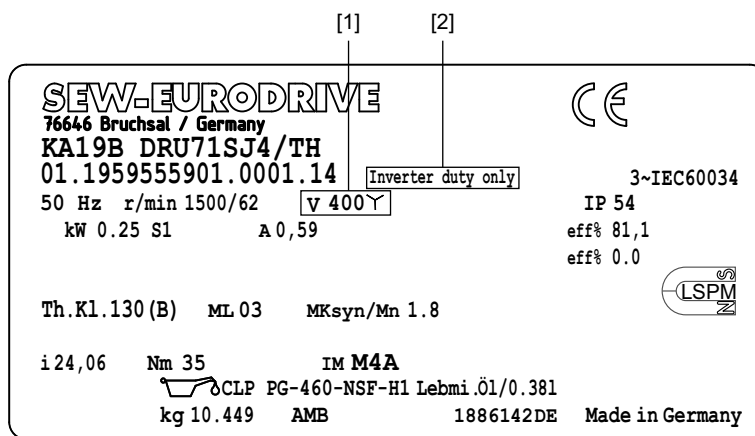 [1] [2]
SEW-EURODRIVE CE
76646 Bruchsal / Germany
KA19B DRU71SJ4/TH
01.1959555901.0001.14 Inverter duty only 3~IEC60034
50 Hz r/min 1500/62 V 400 IP 54
kW 0.25 S1 A 0,59 eff% 81,1
eff% 0.0
LSPM S N
Th.Kl.130(B) ML 03 MKsyn/Mn 1.8
i 24,06 Nm 35 IM M4A
CLP PG-460-NSF-H1 Lebmi.Öl/0.38l
kg 10.449 AMB 1886142DE Made in Germany